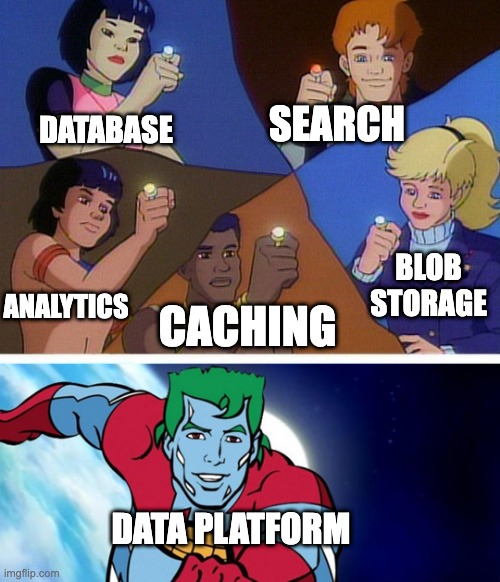 DATABASE
SEARCH
ANALYTICS
CACHING
BLOB
STORAGE
DATA PLATFORM
imgflip.com